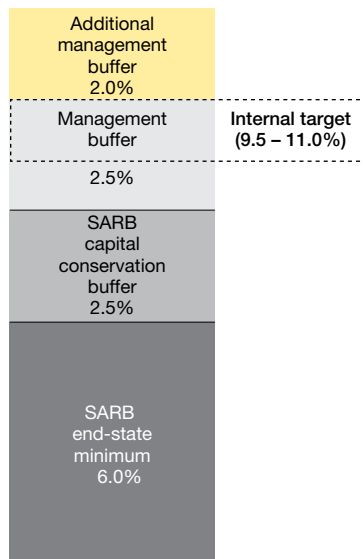 Additional
management
buffer
2.0%
Management
buffer
Internal target
(9.5 – 11.0%)
2.5%
SARB
capital
conservation
buffer
2.5%
SARB
end-state
minimum
6.0%